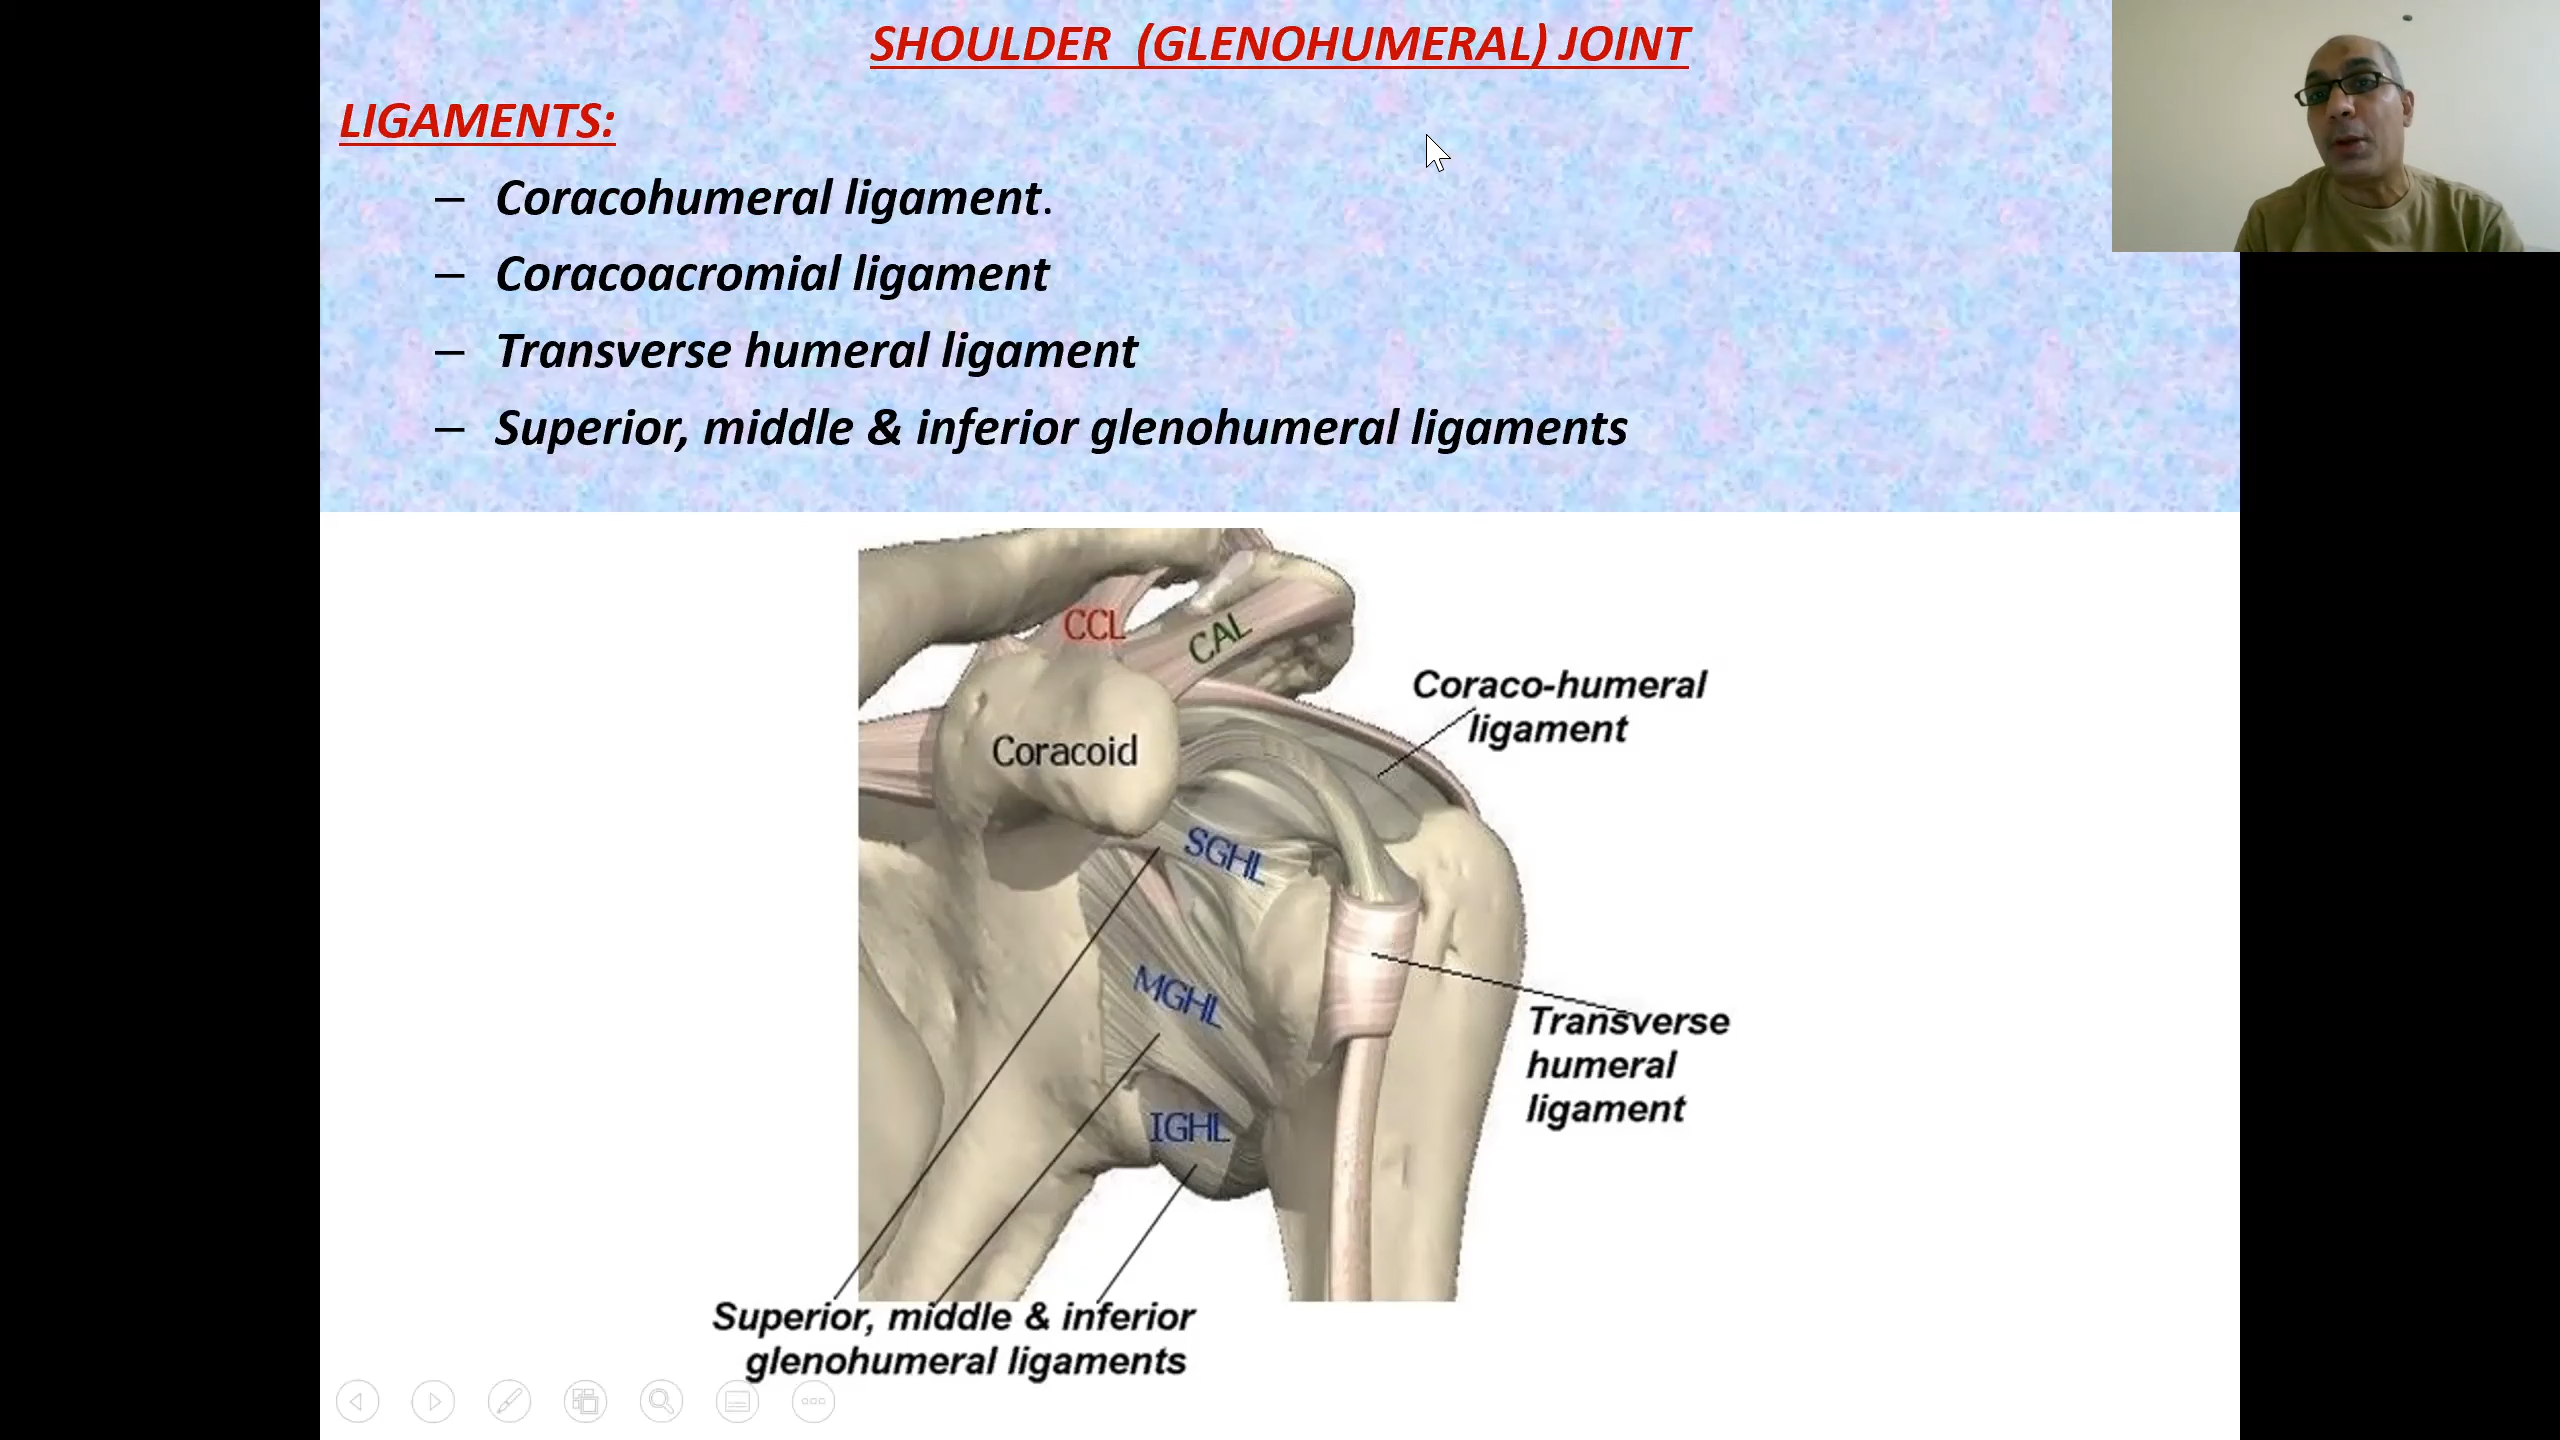 SHOULDER (GLENOHUMERAL) JOINT
LIGAMENTS:
– Coracohumeral ligament.
– Coracoacromial ligament
– Transverse humeral ligament
– Superior, middle & inferior glenohumeral ligaments
CCL
CAL
Coraco-humeral
ligament
Coracoid
SGHL
MGHL
Transverse
humeral
ligament
IGHL
Superior, middle & inferior
glenohumeral ligaments